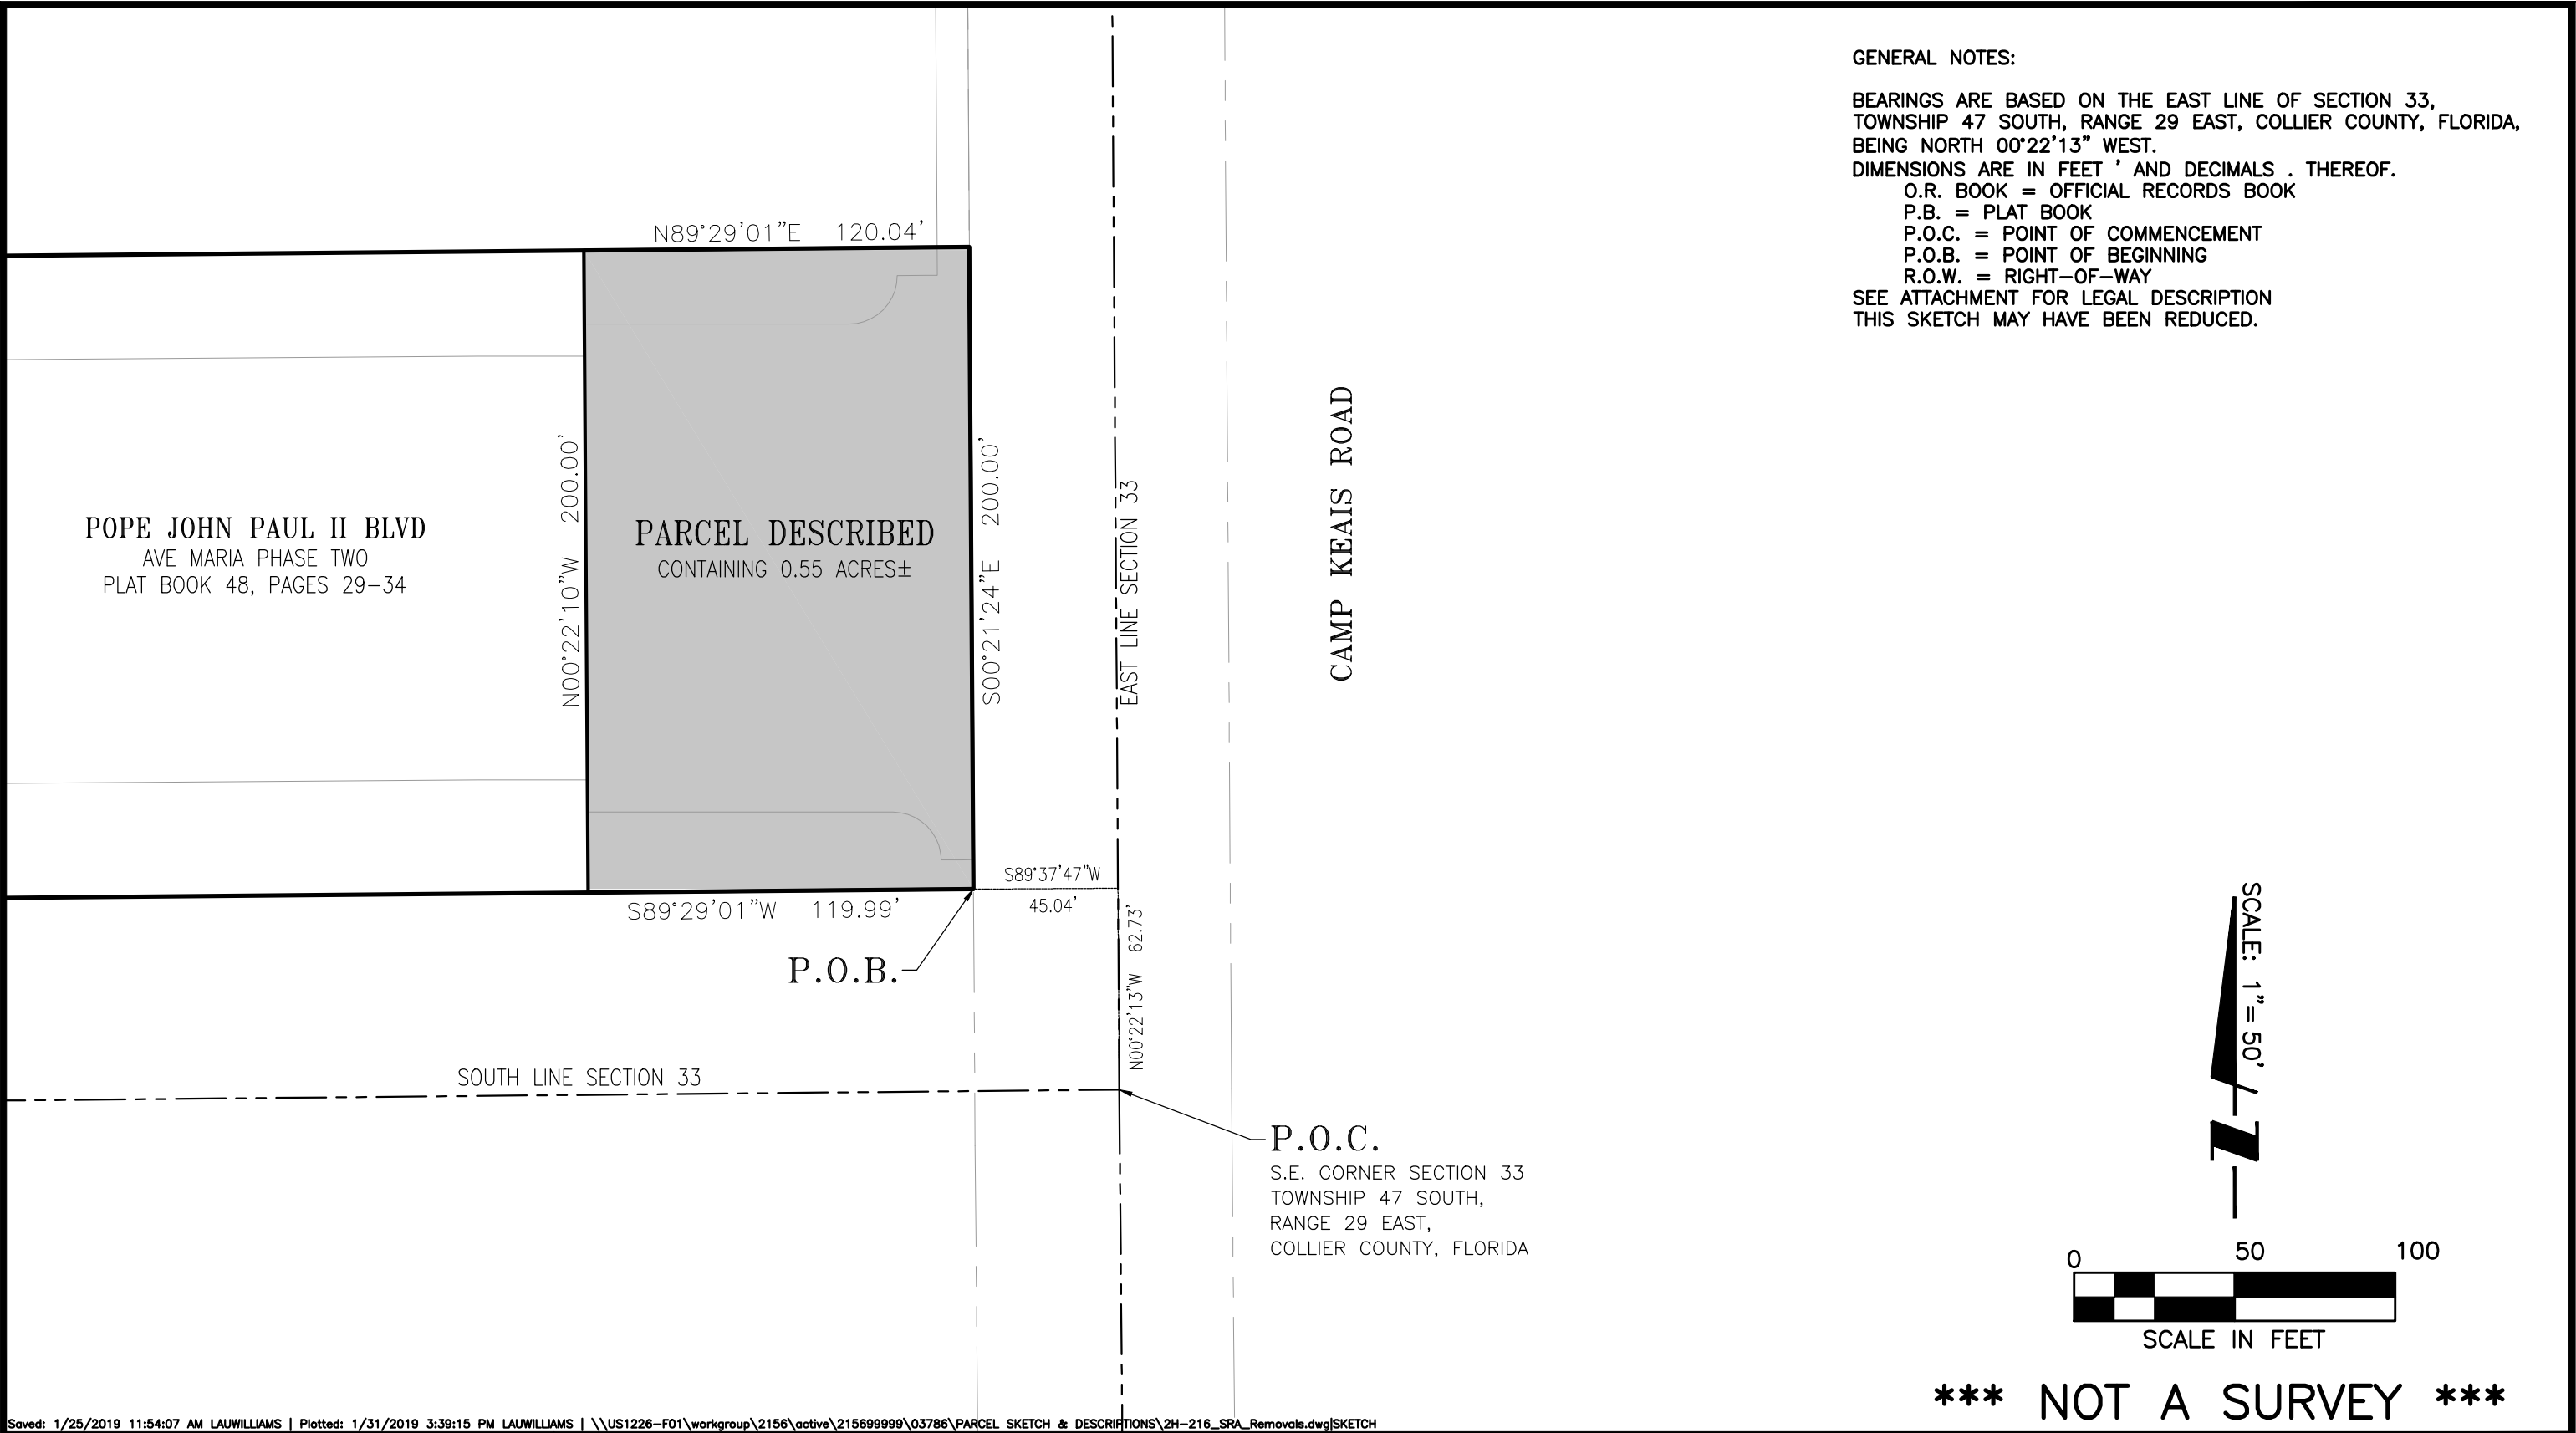 GENERAL NOTES:
BEARINGS ARE BASED ON THE EAST LINE OF SECTION 33,
TOWNSHIP 47 SOUTH, RANGE 29 EAST, COLLIER COUNTY, FLORIDA,
BEING NORTH 00°22'13" WEST.
DIMENSIONS ARE IN FEET ' AND DECIMALS . THEREOF.
O.R. BOOK = OFFICIAL RECORDS BOOK
P.B. = PLAT BOOK
P.O.C. = POINT OF COMMENCEMENT
P.O.B. = POINT OF BEGINNING
R.O.W. = RIGHT-OF-WAY
SEE ATTACHMENT FOR LEGAL DESCRIPTION
THIS SKETCH MAY HAVE BEEN REDUCED.
N89°29'01"E 120.04'
POPE JOHN PAUL II BLVD
AVE MARIA PHASE TWO
PLAT BOOK 48, PAGES 29-34
N00°22'10"W 200.00'
PARCEL DESCRIBED
CONTAINING 0.55 ACRES±
S00°21'24"E 200.00'
EAST LINE SECTION 33
CAMP KEAIS ROAD
S89°37'47"W
45.04'
S89°29'01"W 119.99'
P.O.B.
N00°22'13"W 62.73'
SOUTH LINE SECTION 33
P.O.C.
S.E. CORNER SECTION 33
TOWNSHIP 47 SOUTH,
RANGE 29 EAST,
COLLIER COUNTY, FLORIDA
SCALE: 1"= 50'
N
0 50 100
SCALE IN FEET
*** NOT A SURVEY ***
Saved: 1/25/2019 11:54:07 AM LAUWILLIAMS | Plotted: 1/31/2019 3:39:15 PM LAUWILLIAMS | \\US1226-F01\workgroup\2156\active\215699999\03786\PARCEL SKETCH & DESCRIPTIONS\2H-216_SRA_Removals.dwg|SKETCH